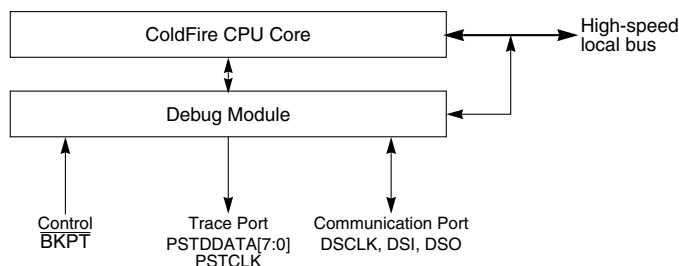 ColdFire CPU Core
High-speed
local bus
Debug Module
Control
BKPT
Trace Port
PSTDDATA[7:0]
PSTCLK
Communication Port
DSCLK, DSI, DSO